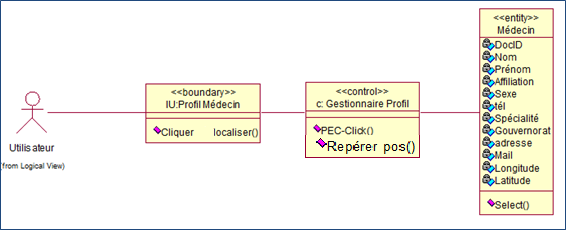 Utilisateur
(from Logical View)
<<boundary>>
IU:Profil Médecin
Cliquer localiser()
<<control>>
c: Gestionnaire Profil
PEC-Click()
Repérer pos()
<<entity>>
Médecin
DocID
Nom
Prénom
Affiliation
Sexe
tél
Spécialité
Gouvernorat
adresse
Mail
Longitude
Latitude
Select()